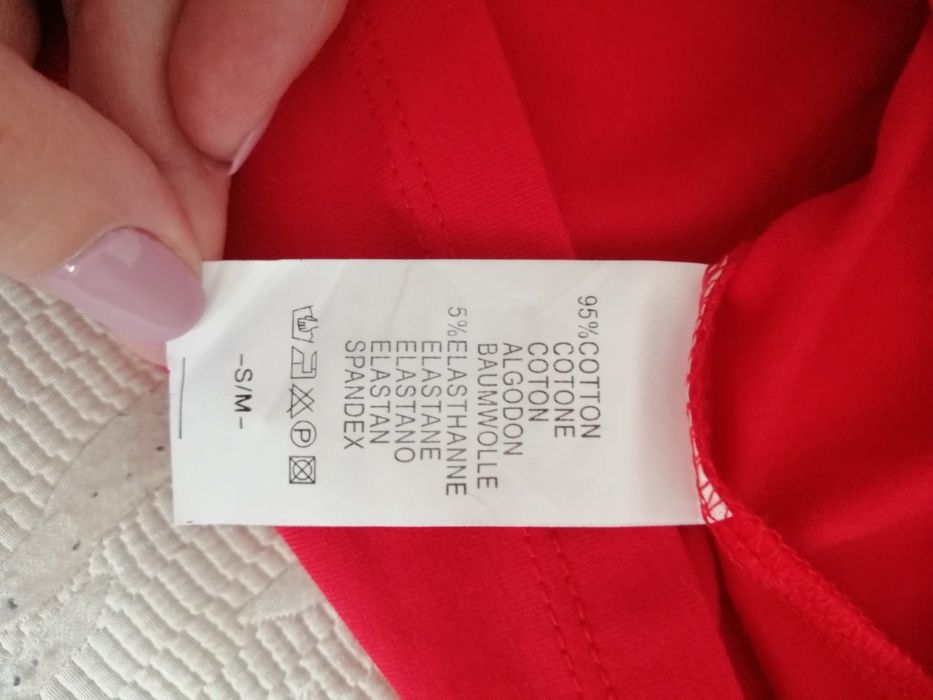 95%COTTON
COTONE
COTON
ALGODON
BAUMWOLLE
5%ELASTHANNE
ELASTANE
ELASTANO
ELASTAN
SPANDEX
P
-S/M-